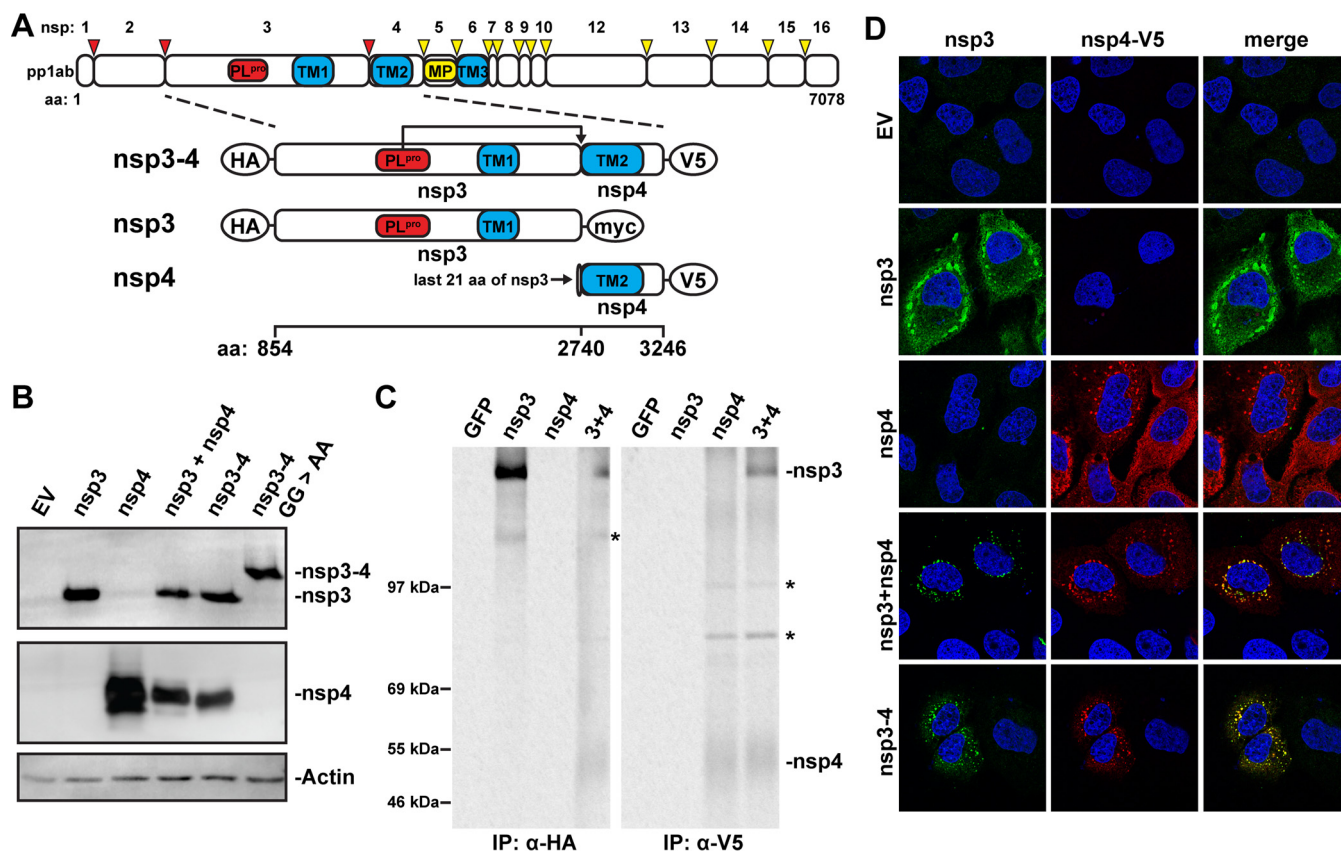 A
nsp: 1 2 3 4 5 6 7 8 9 10 12 13 14 15 16
pp1ab PLpro TM1 TM2 MP TM3
aa: 1 7078
nsp3-4 HA PLpro TM1 TM2 V5
nsp3 nsp4
nsp3 HA PLpro TM1 myc
nsp3
nsp4 last 21 aa of nsp3 TM2 V5
nsp4
aa: 854 2740 3246
B
EV nsp3 nsp4 nsp3 + nsp4 nsp3-4 nsp3-4 GG > AA
-nsp3-4
-nsp3
-nsp4
-Actin
C
GFP nsp3 nsp4 3+4 GFP nsp3 nsp4 3+4
-nsp3
*
97 kDa *
*
69 kDa
55 kDa -nsp4
46 kDa
IP: α-HA IP: α-V5
D
nsp3 nsp4-V5 merge
EV
nsp3
nsp4
nsp3+nsp4
nsp3-4